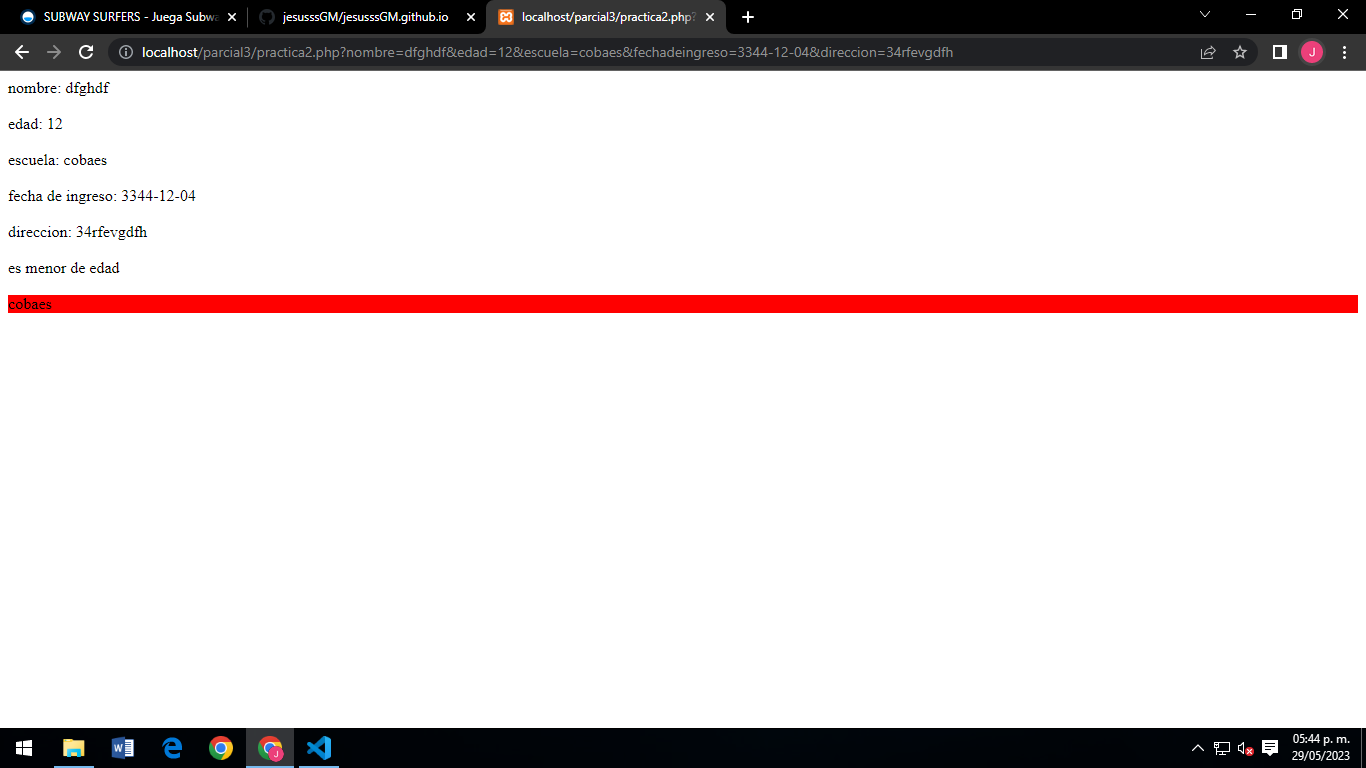 SUBWAY SURFERS - Juega Subwa
jesusssGM/jesusssGM.github.io
localhost/parcial3/practica2.php?
localhost/parcial3/practica2.php?nombre=dfghdf&edad=12&escuela=cobaes&fechadeingreso=3344-12-04&direccion=34rfevgdfh
J
nombre: dfghdf
edad: 12
escuela: cobaes
fecha de ingreso: 3344-12-04
direccion: 34rfevgdfh
es menor de edad
cobaes
J
05:44 p. m.
29/05/2023